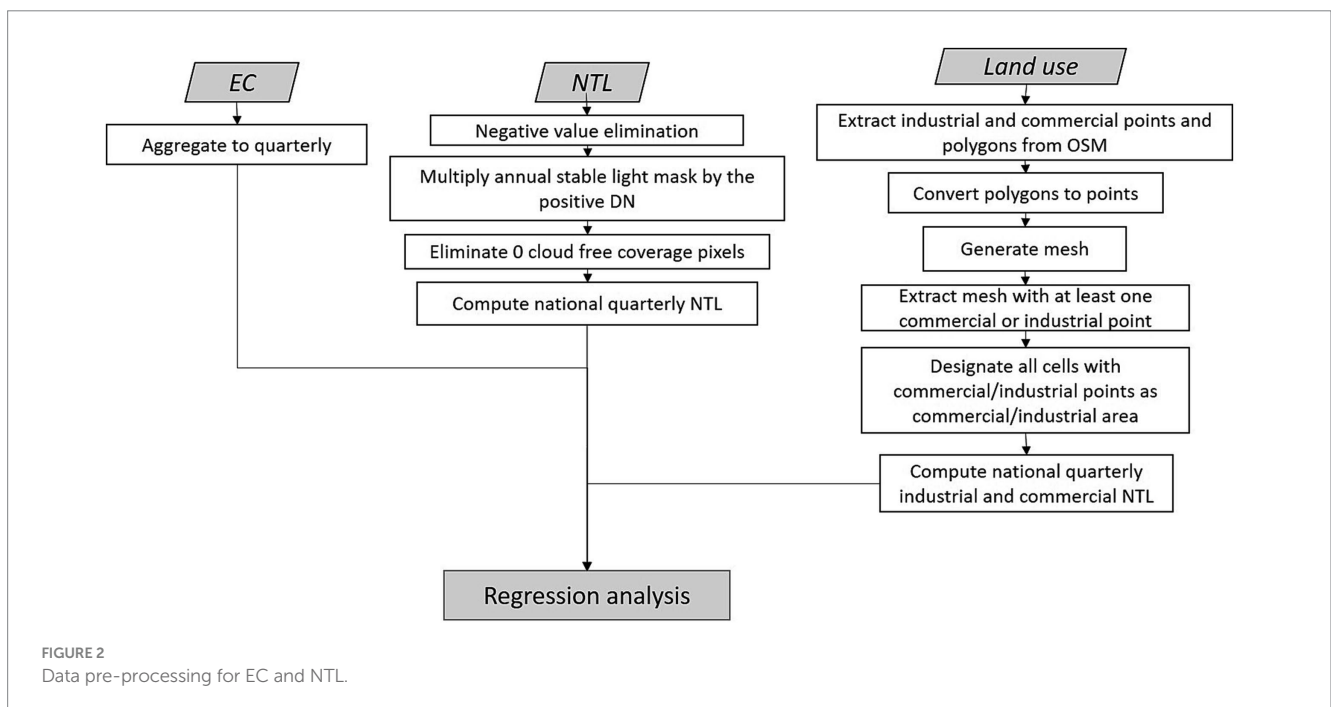 EC
Aggregate to quarterly
NTL
Negative value elimination
Multiply annual stable light mask by the
positive DN
Eliminate 0 cloud free coverage pixels
Compute national quarterly NTL
Land use
Extract industrial and commercial points and
polygons from OSM
Convert polygons to points
Generate mesh
Extract mesh with at least one
commercial or industrial point
Designate all cells with
commercial/industrial points as
commercial/industrial area
Compute national quarterly
industrial and commercial NTL
Regression analysis
FIGURE 2
Data pre-processing for EC and NTL.